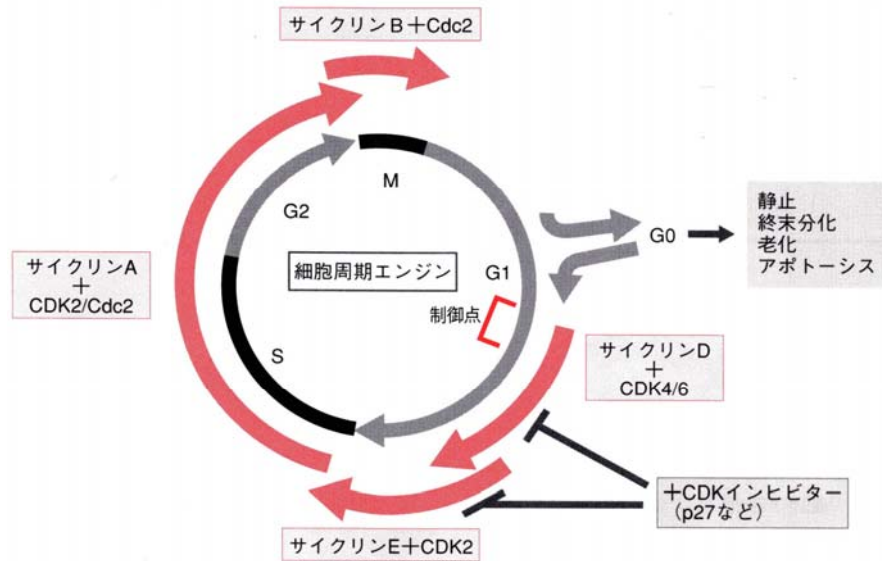 サイクリンB+Cdc2
M
G2
細胞周期エンジン
G1
G0
静止
終末分化
老化
アポトーシス
サイクリンA
+
CDK2/Cdc2
制御点
S
サイクリンD
+
CDK4/6
+CDKインヒビター
(p27など)
サイクリンE+CDK2